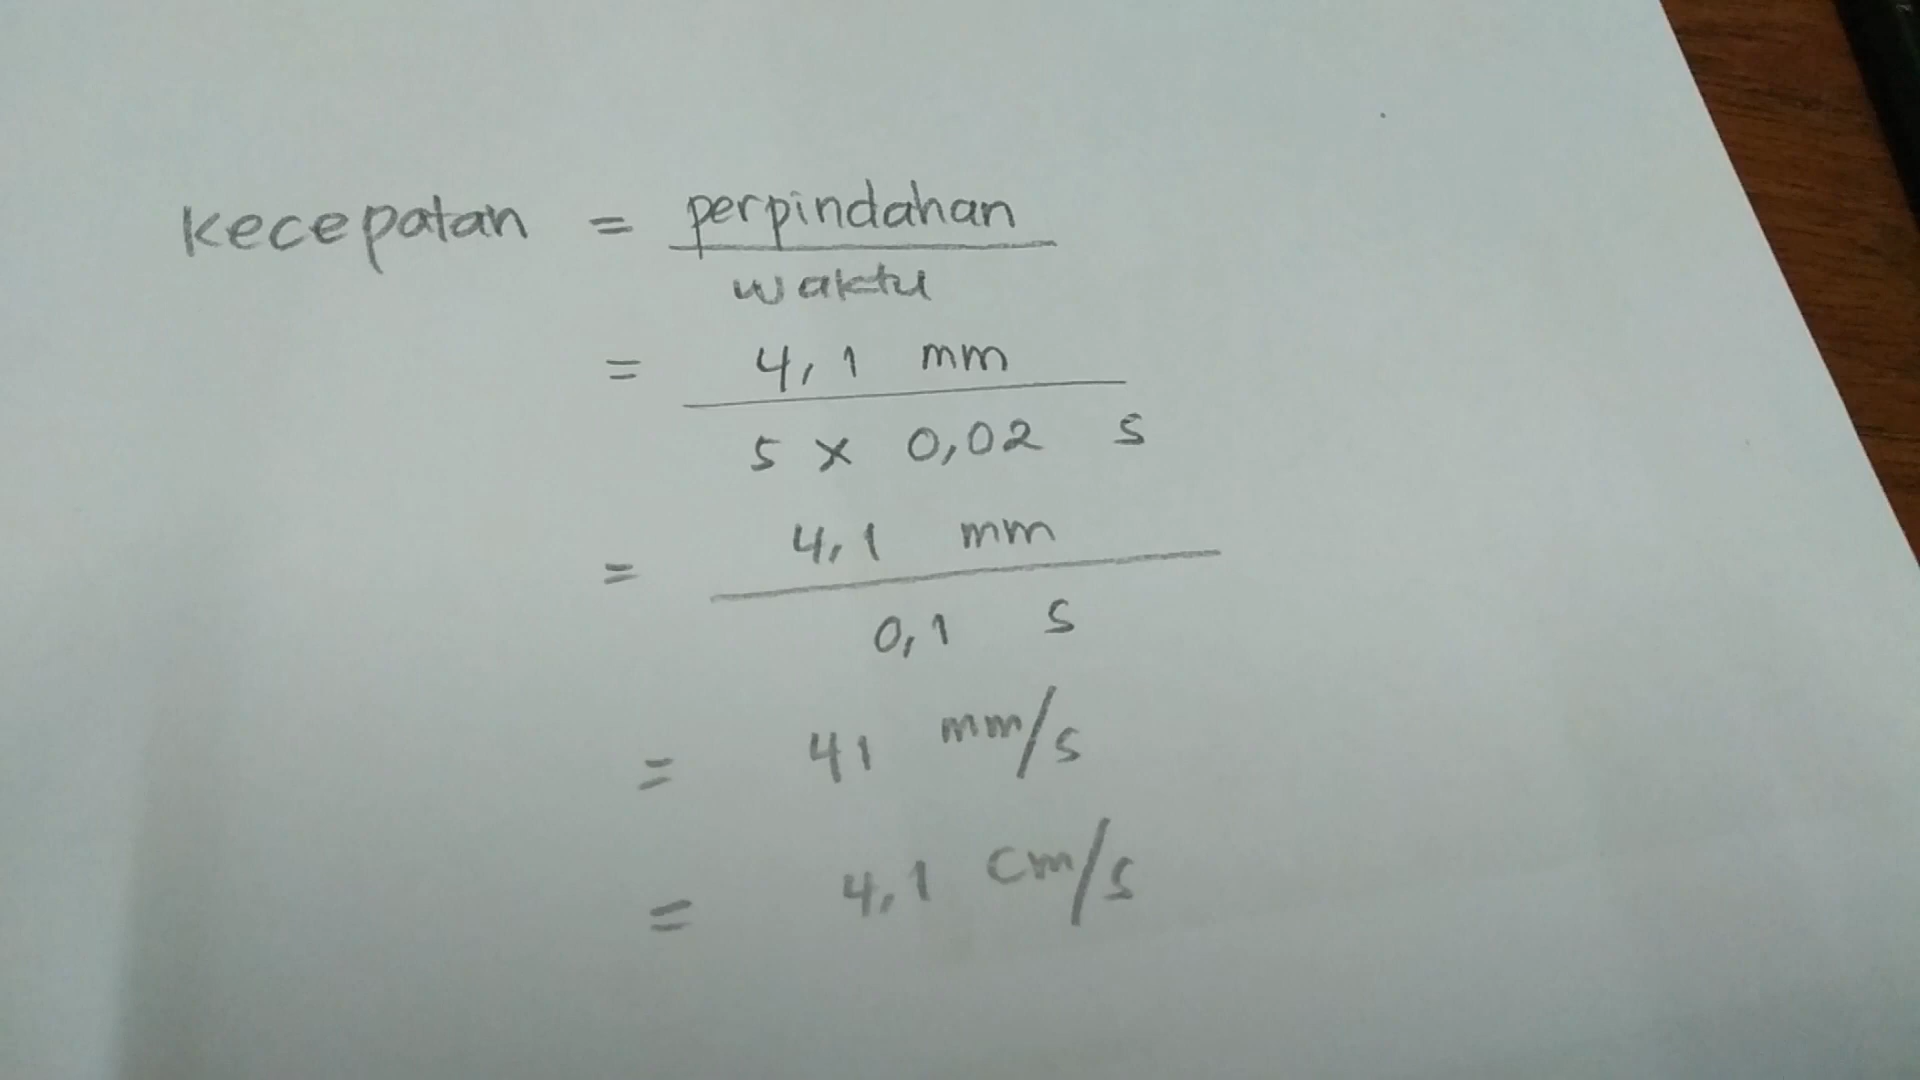 kecepatan = perpindahan
waktu
= 4,1 mm
5 x 0,02 s
= 4,1 mm
0,1 s
= 41 mm/s
= 4,1 cm/s